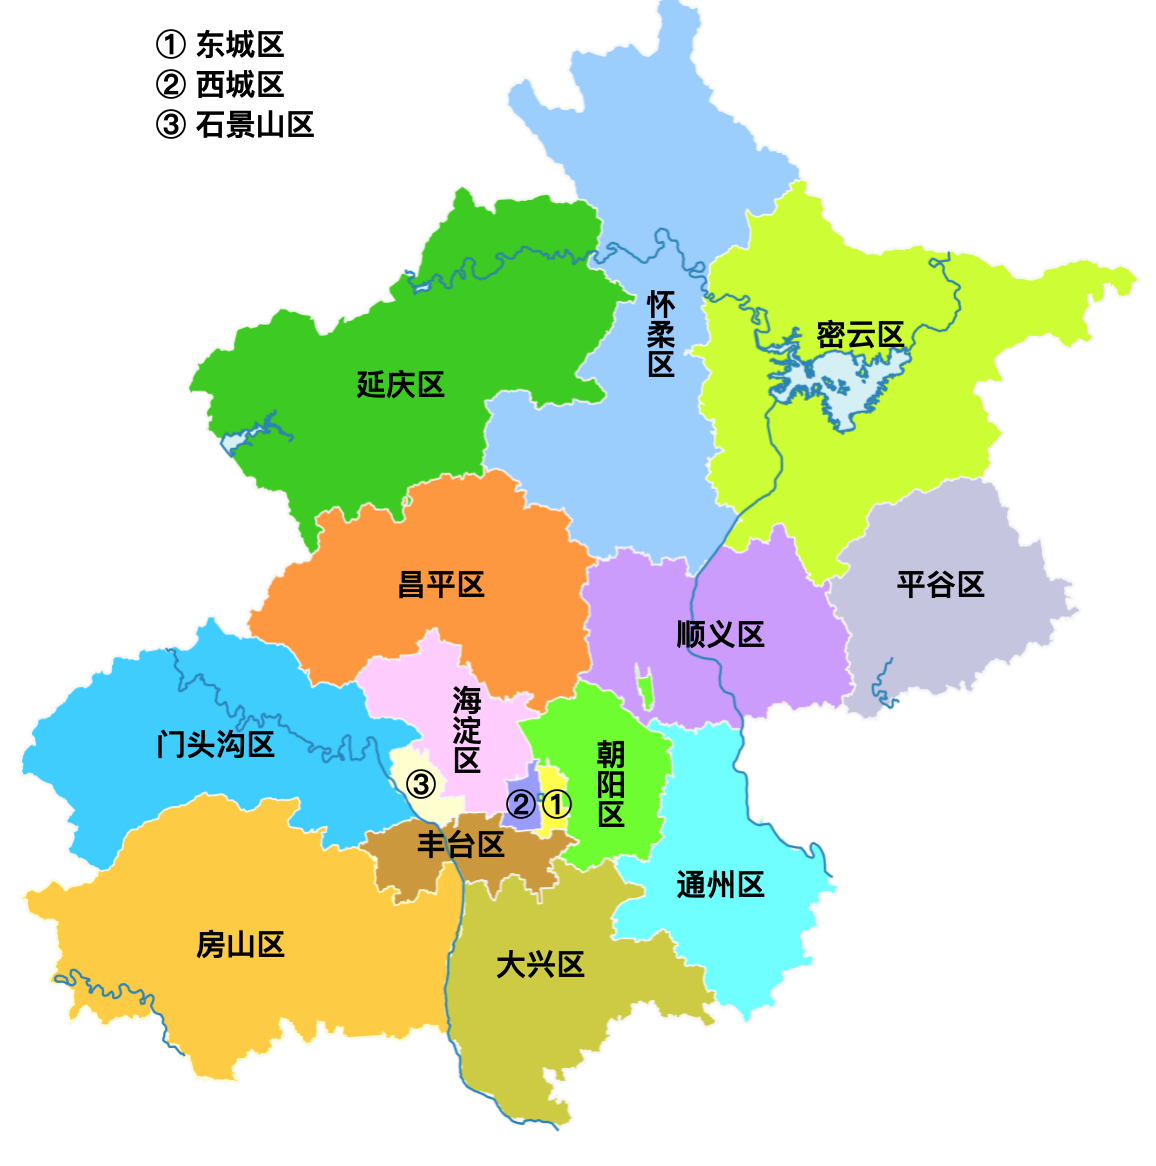 ① 东城区
② 西城区
③ 石景山区
怀柔区
密云区
延庆区
昌平区
平谷区
顺义区
海淀区
门头沟区
朝阳区
③
②
①
丰台区
通州区
房山区
大兴区